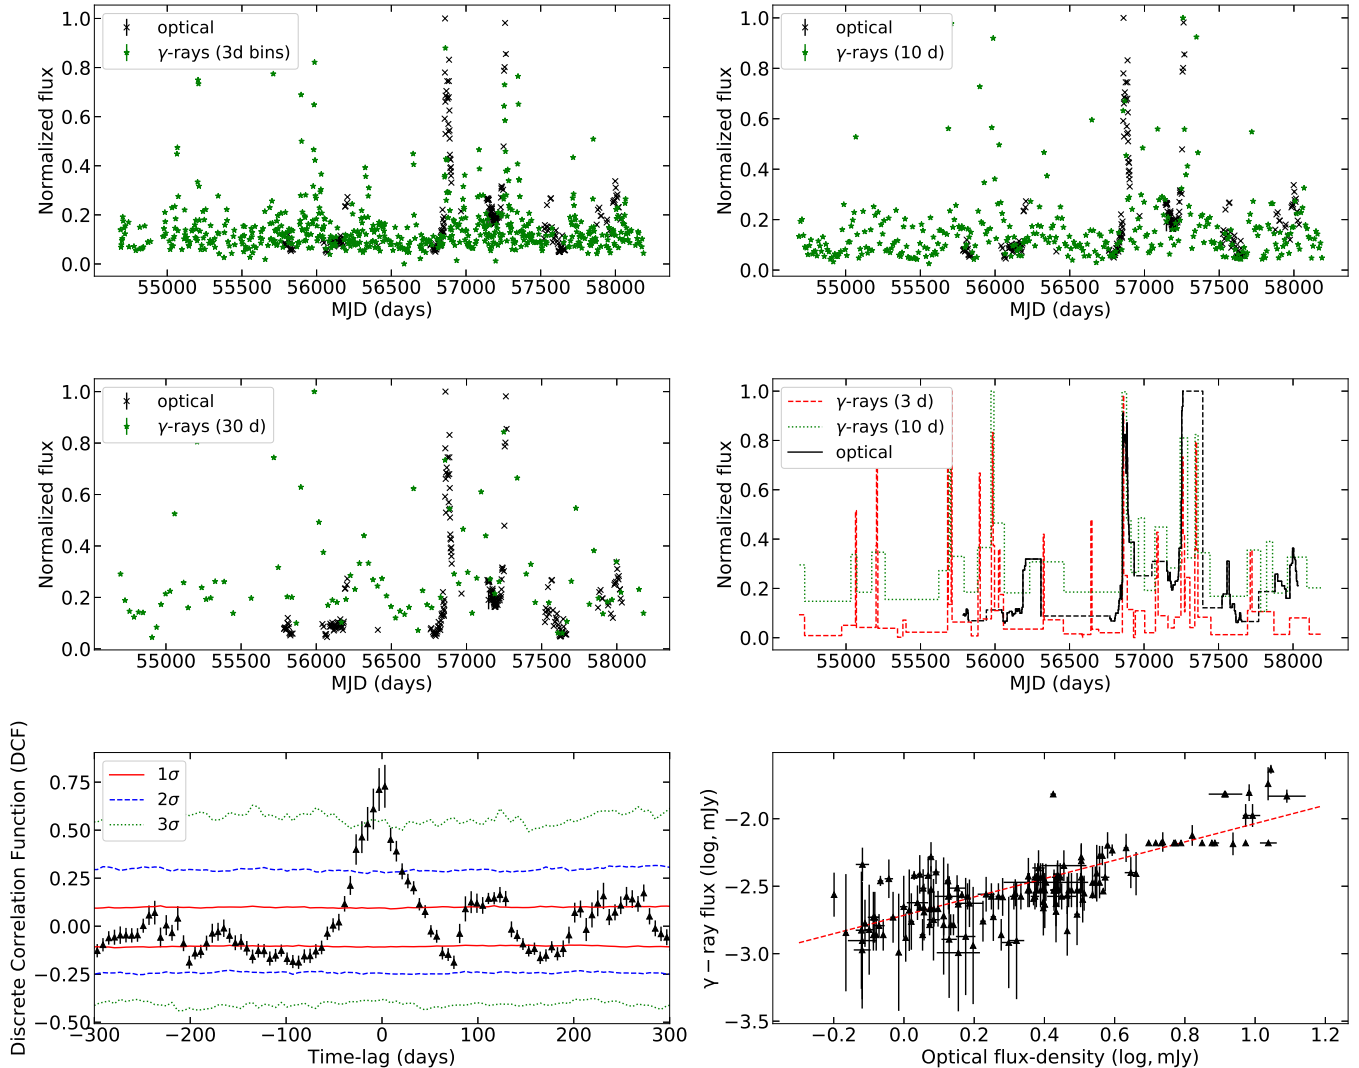 optical
γ-rays (3d bins)
1.0
0.8
0.6
0.4
0.2
0.0
Normalized flux
55000 55500 56000 56500 57000 57500 58000
MJD (days)
optical
γ-rays (10 d)
1.0
0.8
0.6
0.4
0.2
0.0
Normalized flux
55000 55500 56000 56500 57000 57500 58000
MJD (days)
optical
γ-rays (30 d)
1.0
0.8
0.6
0.4
0.2
0.0
Normalized flux
55000 55500 56000 56500 57000 57500 58000
MJD (days)
γ-rays (3 d)
γ-rays (10 d)
optical
1.0
0.8
0.6
0.4
0.2
0.0
Normalized flux
55000 55500 56000 56500 57000 57500 58000
MJD (days)
1σ
2σ
3σ
0.75
0.50
0.25
0.00
−0.25
−0.50
Discrete Correlation Function (DCF)
−300 −200 −100 0 100 200 300
Time-lag (days)
−2.0
−2.5
−3.0
−3.5
γ − ray flux (log, mJy)
−0.2 0.0 0.2 0.4 0.6 0.8 1.0 1.2
Optical flux-density (log, mJy)